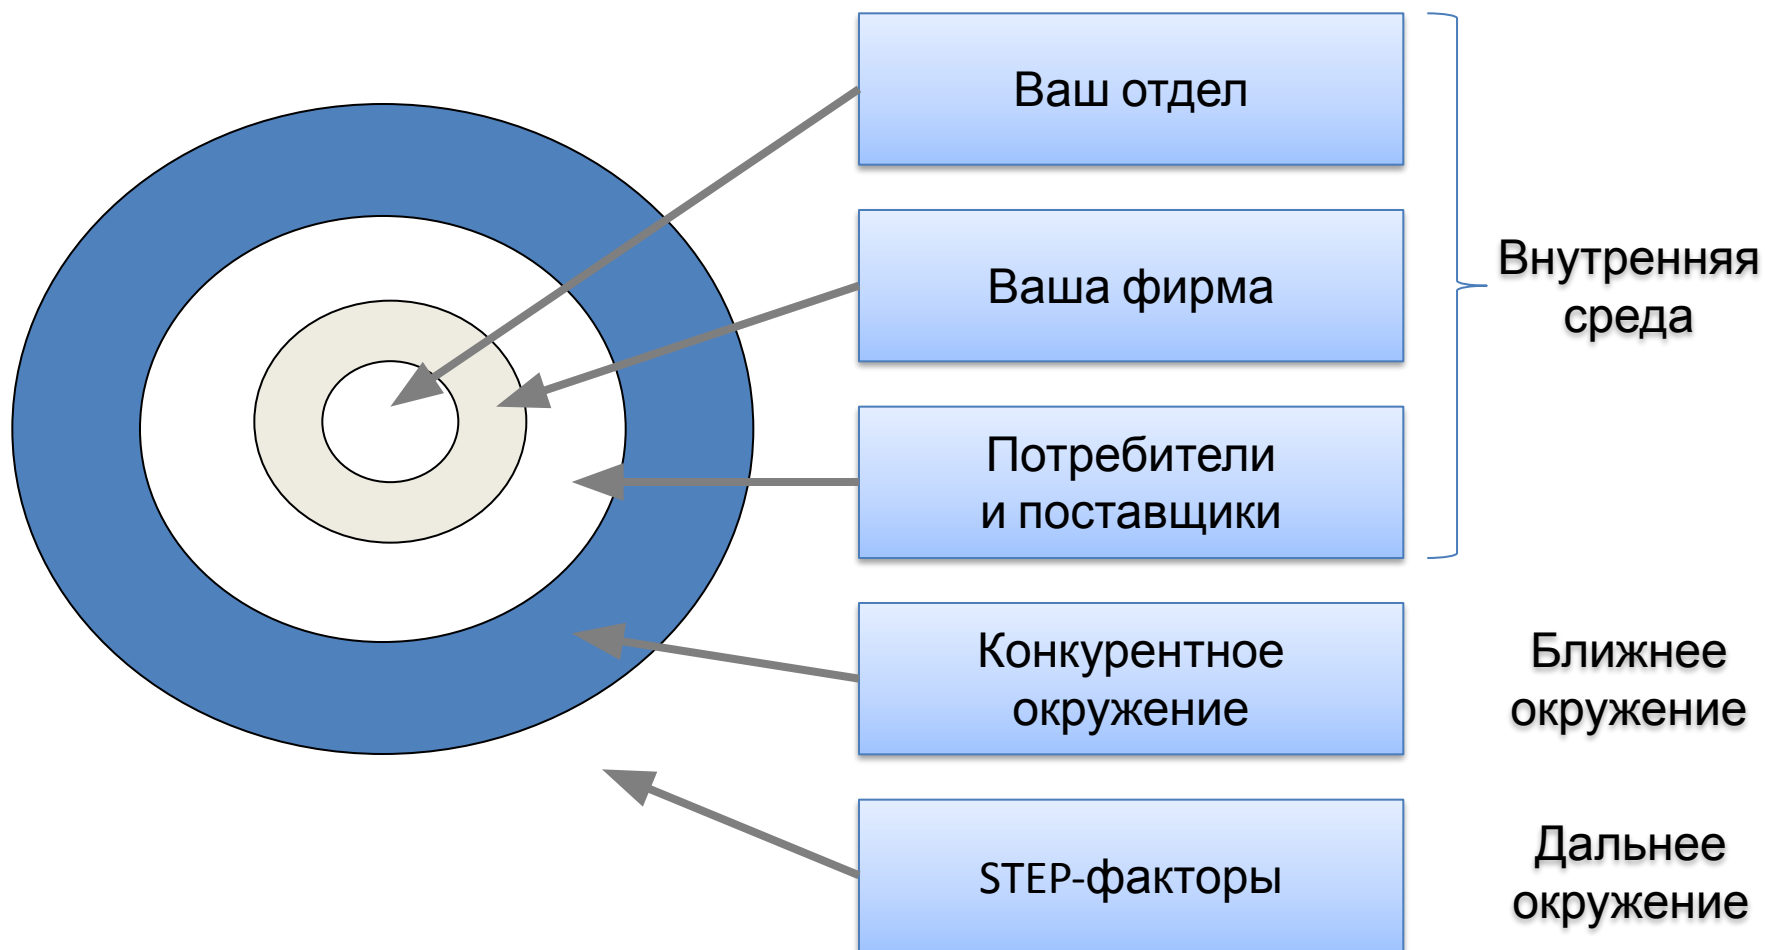 Ваш отдел
Ваша фирма
Внутренняя
среда
Потребители
и поставщики
Конкурентное
окружение
Ближнее
окружение
STEP-факторы
Дальнее
окружение